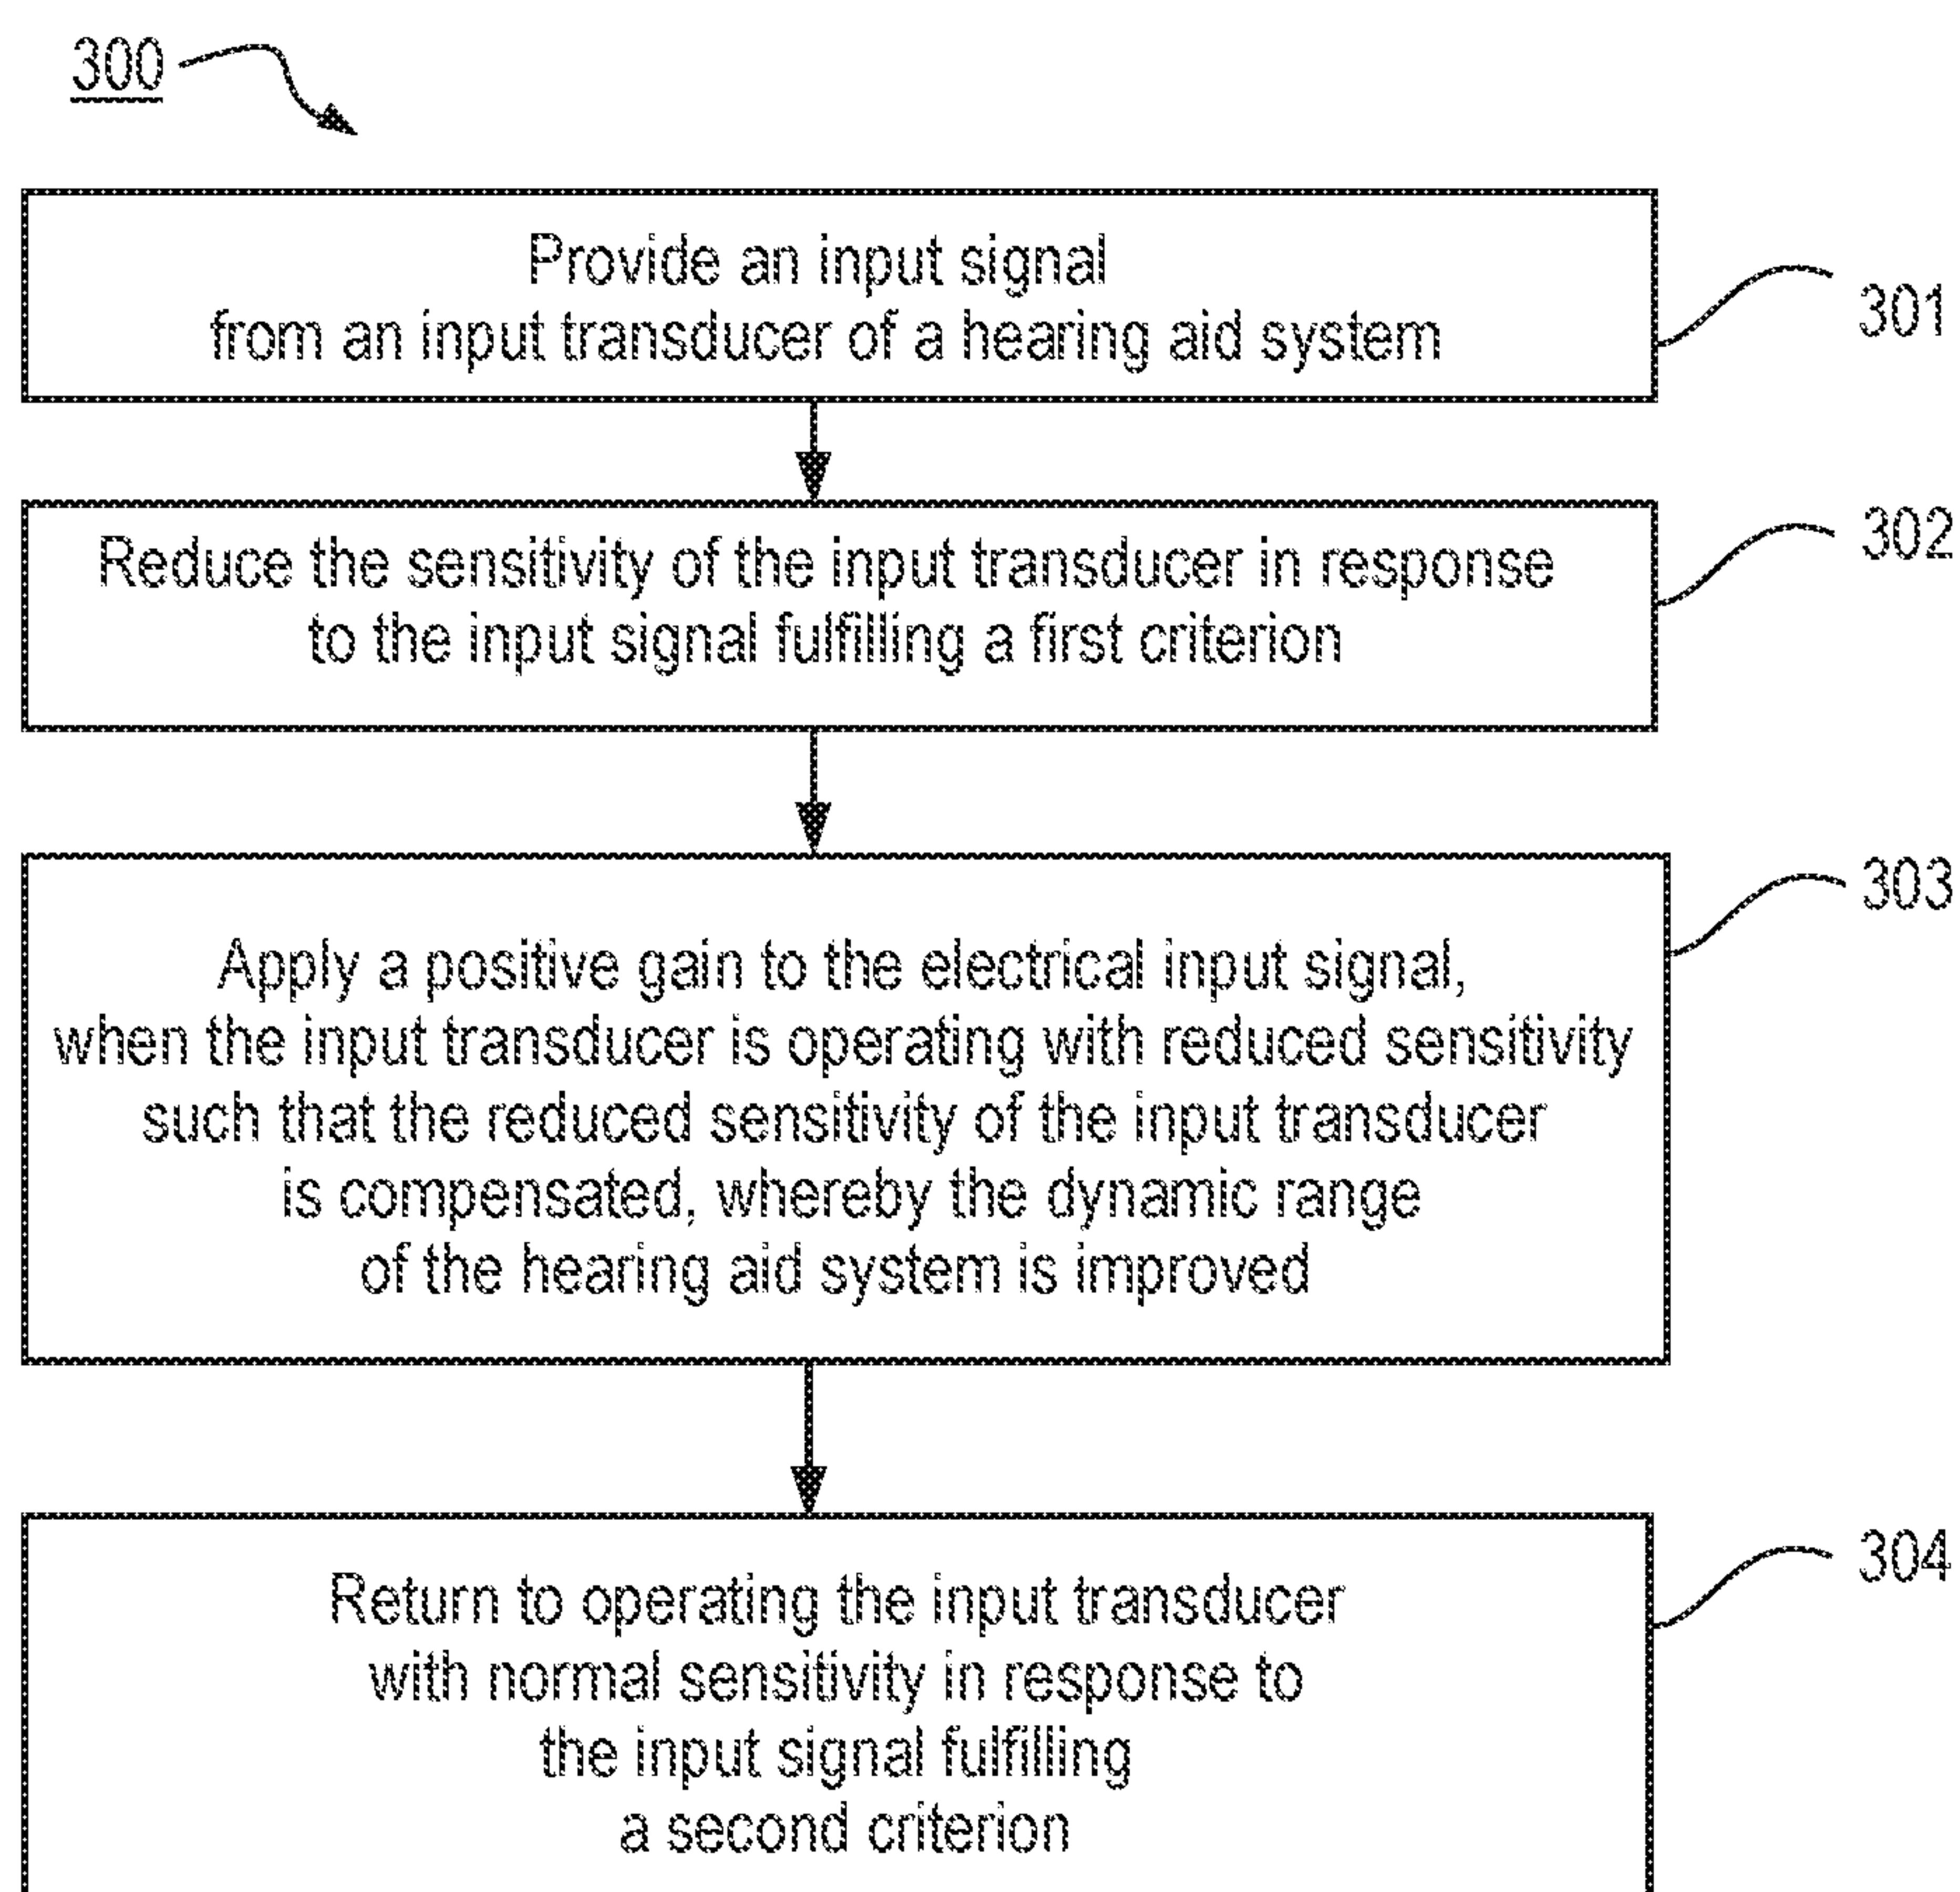 300
Provide an input signal
from an input transducer of a hearing aid system
301
Reduce the sensitivity of the input transducer in response
to the input signal fulfilling a first criterion
302
Apply a positive gain to the electrical input signal,
when the input transducer is operating with reduced sensitivity
such that the reduced sensitivity of the input transducer
is compensated, whereby the dynamic range
of the hearing aid system is improved
303
Return to operating the input transducer
with normal sensitivity in response to
the input signal fulfilling
a second criterion
304